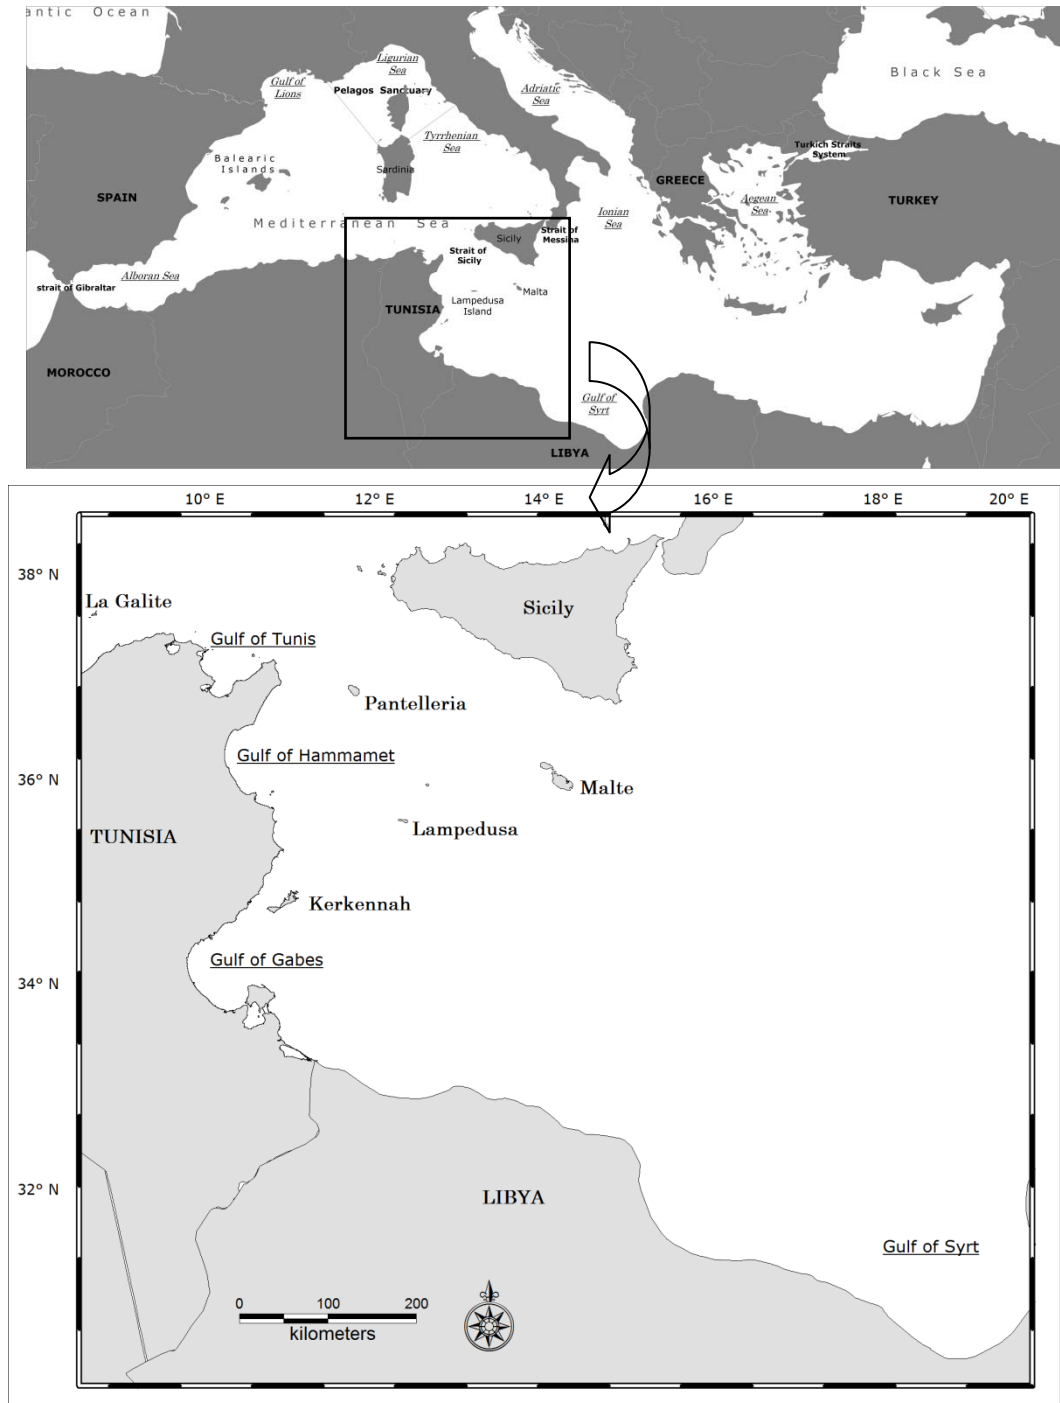 antic Ocean
Ligurian
Sea
Gulf of
Lions
Pelagos Sanctuary
Adriatic
Sea
Black Sea
Tyrrhenian
Sea
Turkich Straits
System
Balearic
Islands
Sardinia
SPAIN
GREECE
Aegean
Sea
TURKEY
Mediterranean Sea
Ionian
Sea
Strait of
Messina
Sicily
Strait of
Sicily
Alboran Sea
strait of Gibraltar
Malta
Lampedusa
Island
TUNISIA
MOROCCO
Gulf of
Syrt
LIBYA
10° E 12° E 14° E 16° E 18° E 20° E
38° N
La Galite
Sicily
Gulf of Tunis
Pantelleria
Gulf of Hammamet
36° N
Malte
Lampedusa
TUNISIA
Kerkennah
Gulf of Gabes
34° N
32° N
LIBYA
Gulf of Syrt
0 100 200
kilometers